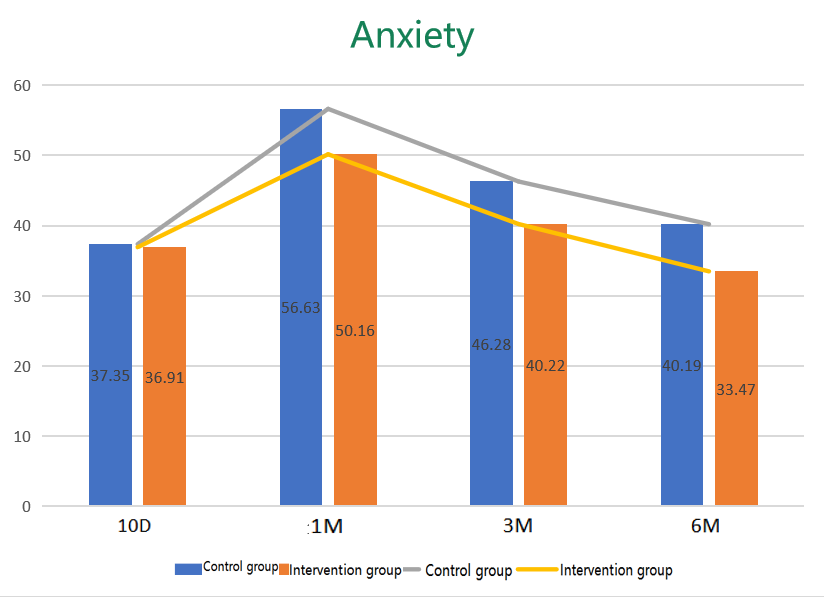 Anxiety
60
50
40
30
20
10
0
37.35
36.91
56.63
50.16
46.28
40.22
40.19
33.47
10D
:1M
3M
6M
Control group Intervention group Control group Intervention group